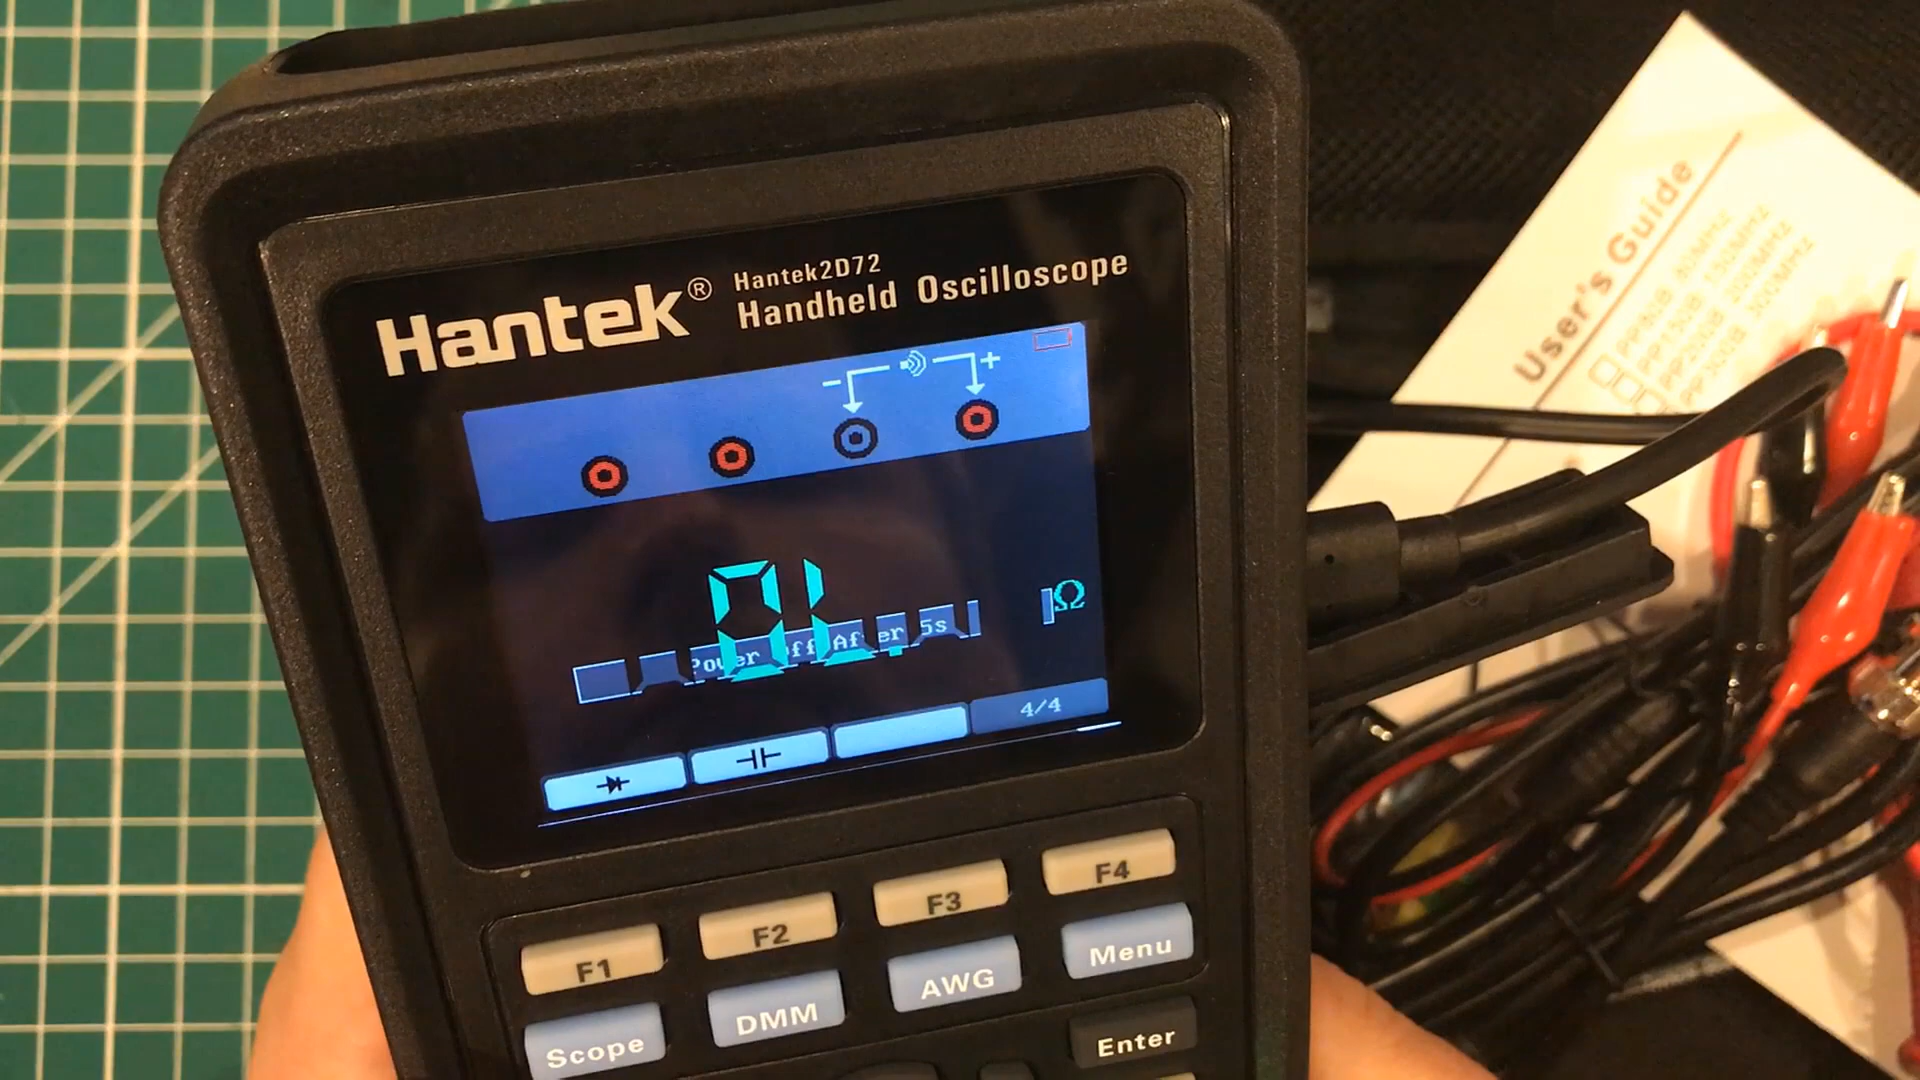 Hantek®
Hantek2D72
Handheld Oscilloscope
- +
OL.
Ω
Power Off After 5s
4/4
F1
F2
F3
F4
Scope
DMM
AWG
Menu
Enter
User's Guide